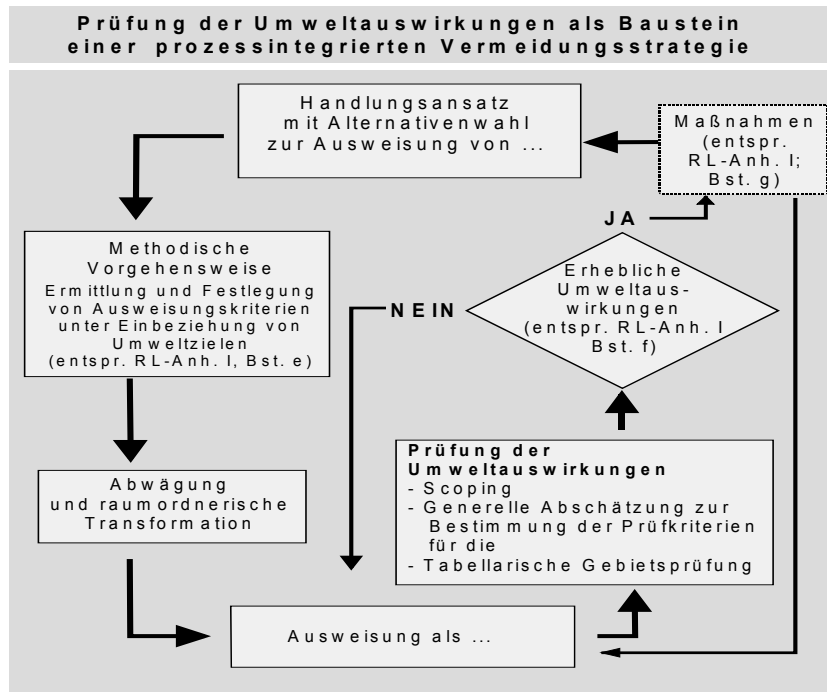 Prüfung der Umweltauswirkungen als Baustein
einer prozessintegrierten Vermeidungsstrategie
Handlungsansatz
mit Alternativenwahl
zur Ausweisung von ...
Maßnahmen
(entspr.
RL-Anh. I;
Bst. g)
JA
Methodische
Vorgehensweise
Ermittlung und Festlegung
von Ausweisungskriterien
unter Einbeziehung von
Umweltzielen
(entspr. RL-Anh. I, Bst. e)
NEIN
Erhebliche
Umweltaus-
wirkungen
(entspr. RL-Anh. I
Bst. f)
Abwägung
und raumordnerische
Transformation
Prüfung der
Umweltauswirkungen
- Scoping
- Generelle Abschätzung zur
Bestimmung der Prüfkriterien
für die
- Tabellarische Gebietsprüfung
Ausweisung als ...